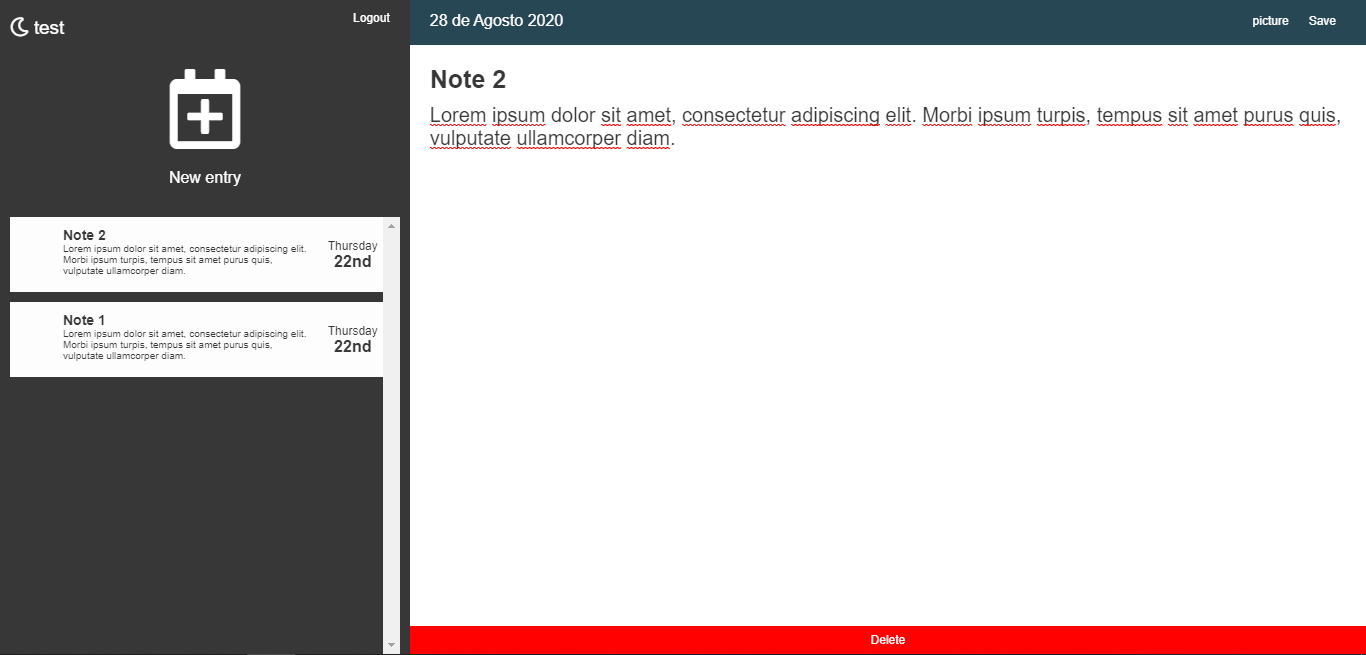 test
Logout
New entry
Note 2
Lorem ipsum dolor sit amet, consectetur adipiscing elit.
Morbi ipsum turpis, tempus sit amet purus quis,
vulputate ullamcorper diam.
Thursday
22nd
Note 1
Lorem ipsum dolor sit amet, consectetur adipiscing elit.
Morbi ipsum turpis, tempus sit amet purus quis,
vulputate ullamcorper diam.
Thursday
22nd
28 de Agosto 2020
picture
Save
Note 2
Lorem ipsum dolor sit amet, consectetur adipiscing elit. Morbi ipsum turpis, tempus sit amet purus quis,
vulputate ullamcorper diam.
Delete